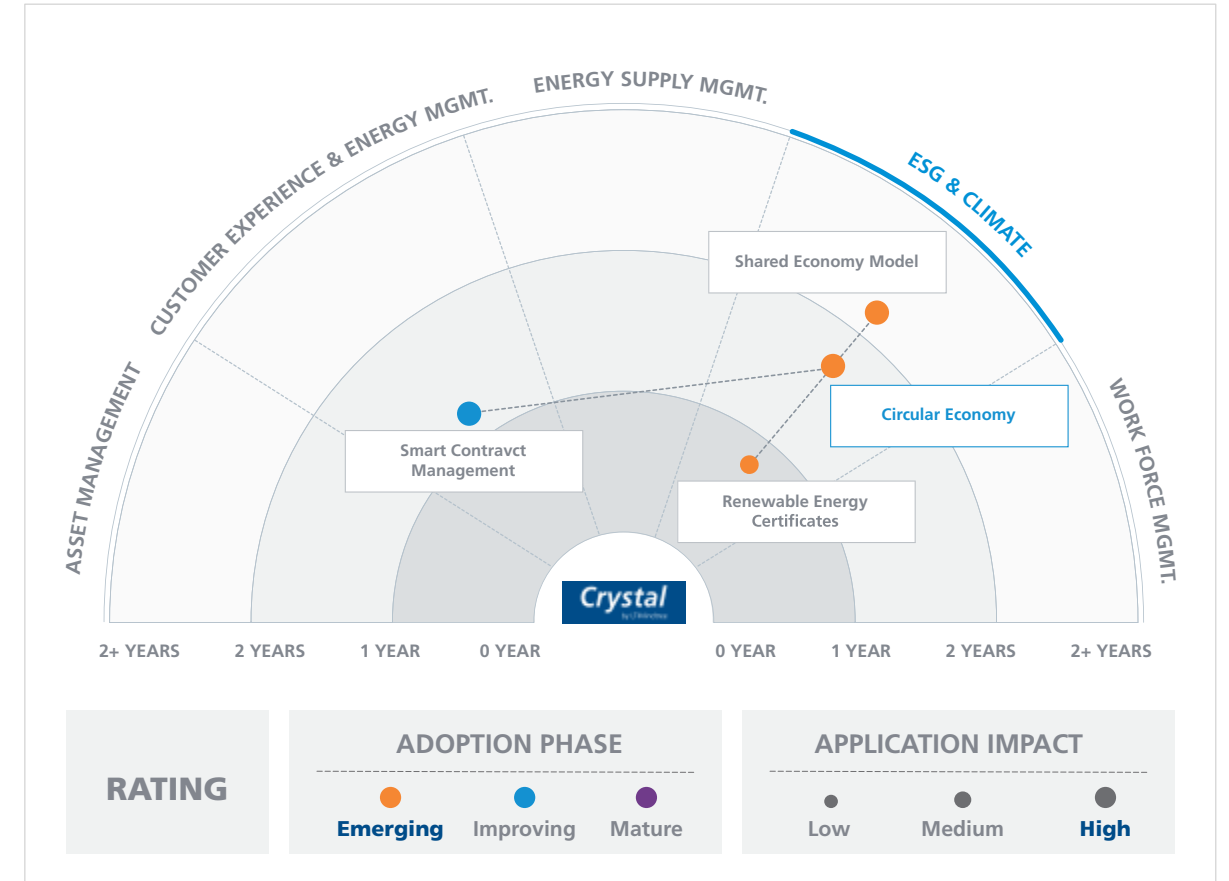 ENERGY SUPPLY MGMT.
CUSTOMER EXPERIENCE & ENERGY MGMT.
ESG & CLIMATE
ASSET MANAGEMENT
WORK FORCE MGMT.
Shared Economy Model
Circular Economy
Smart Contravct
Management
Renewable Energy
Certificates
Crystal
2+ YEARS 2 YEARS 1 YEAR 0 YEAR 0 YEAR 1 YEAR 2 YEARS 2+ YEARS
RATING
ADOPTION PHASE
Emerging Improving Mature
APPLICATION IMPACT
Low Medium High